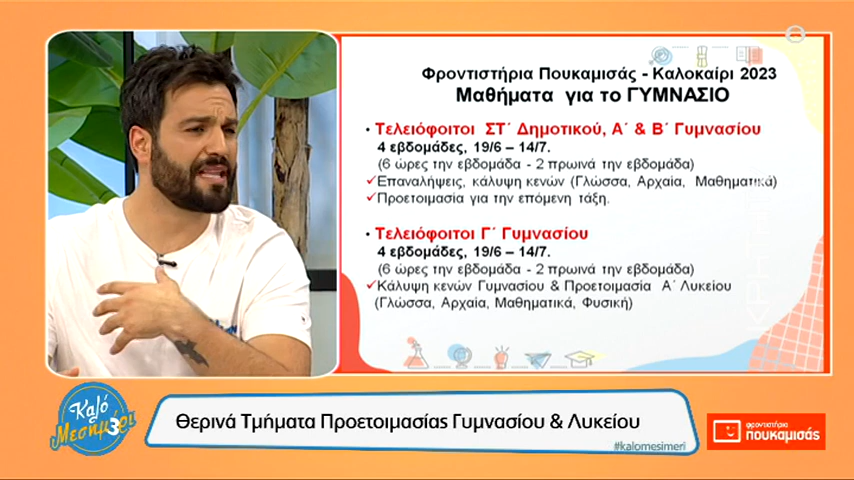 Φροντιστήρια Πουκαμισάς - Καλοκαίρι 2023
Μαθήματα για το ΓΥΜΝΑΣΙΟ
• Τελειόφοιτοι ΣΤ΄ Δημοτικού, Α΄ & Β΄ Γυμνασίου
4 εβδομάδες, 19/6 – 14/7.
(6 ώρες την εβδομάδα - 2 πρωινά την εβδομάδα)
✓Επαναλήψεις, κάλυψη κενών (Γλώσσα, Αρχαία, Μαθηματικά)
✓Προετοιμασία για την επόμενη τάξη.
• Τελειόφοιτοι Γ΄ Γυμνασίου
4 εβδομάδες, 19/6 – 14/7.
(6 ώρες την εβδομάδα - 2 πρωινά την εβδομάδα)
✓Κάλυψη κενών Γυμνασίου & Προετοιμασία Α΄ Λυκείου
(Γλώσσα, Αρχαία, Μαθηματικά, Φυσική)
Καλό
Μεσημέρι
3
Θερινά Τμήματα Προετοιμασίας Γυμνασίου & Λυκείου
#kalomesimeri
φροντιστήρια
πουκαμισάς